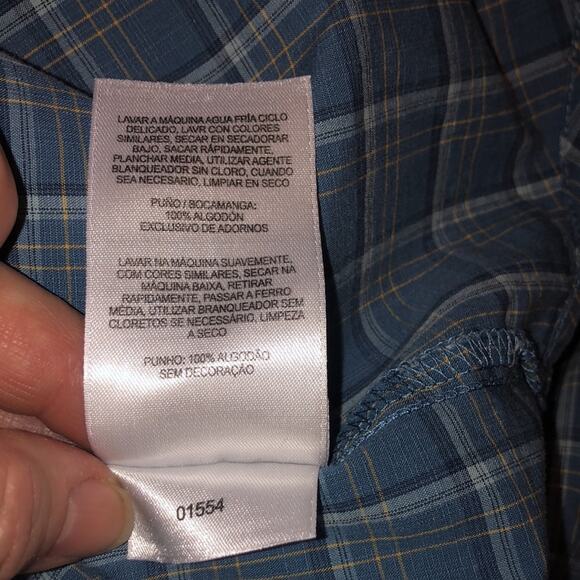 LAVAR A MÁQUINA AGUA FRÍA CICLO
DELICADO, LAVR CON COLORES
SIMILARES, SECAR EN SECADORAR
BAJO, SACAR RÁPIDAMENTE,
PLANCHAR MEDIA, UTILIZAR AGENTE
BLANQUEADOR SIN CLORO, CUANDO
SEA NECESARIO, LIMPIAR EN SECO
PUÑO / BOCAMANGA:
100% ALGODÓN
EXCLUSIVO DE ADORNOS
LAVAR NA MÁQUINA SUAVEMENTE,
COM CORES SIMILARES, SECAR NA
MÁQUINA BAIXA, RETIRAR
RAPIDAMENTE, PASSAR A FERRO
MÉDIA, UTILIZAR BRANQUEADOR SEM
CLORETOS SE NECESSÁRIO, LIMPEZA
A SECO
PUNHO: 100% ALGODÃO
SEM DECORAÇÃO
01554